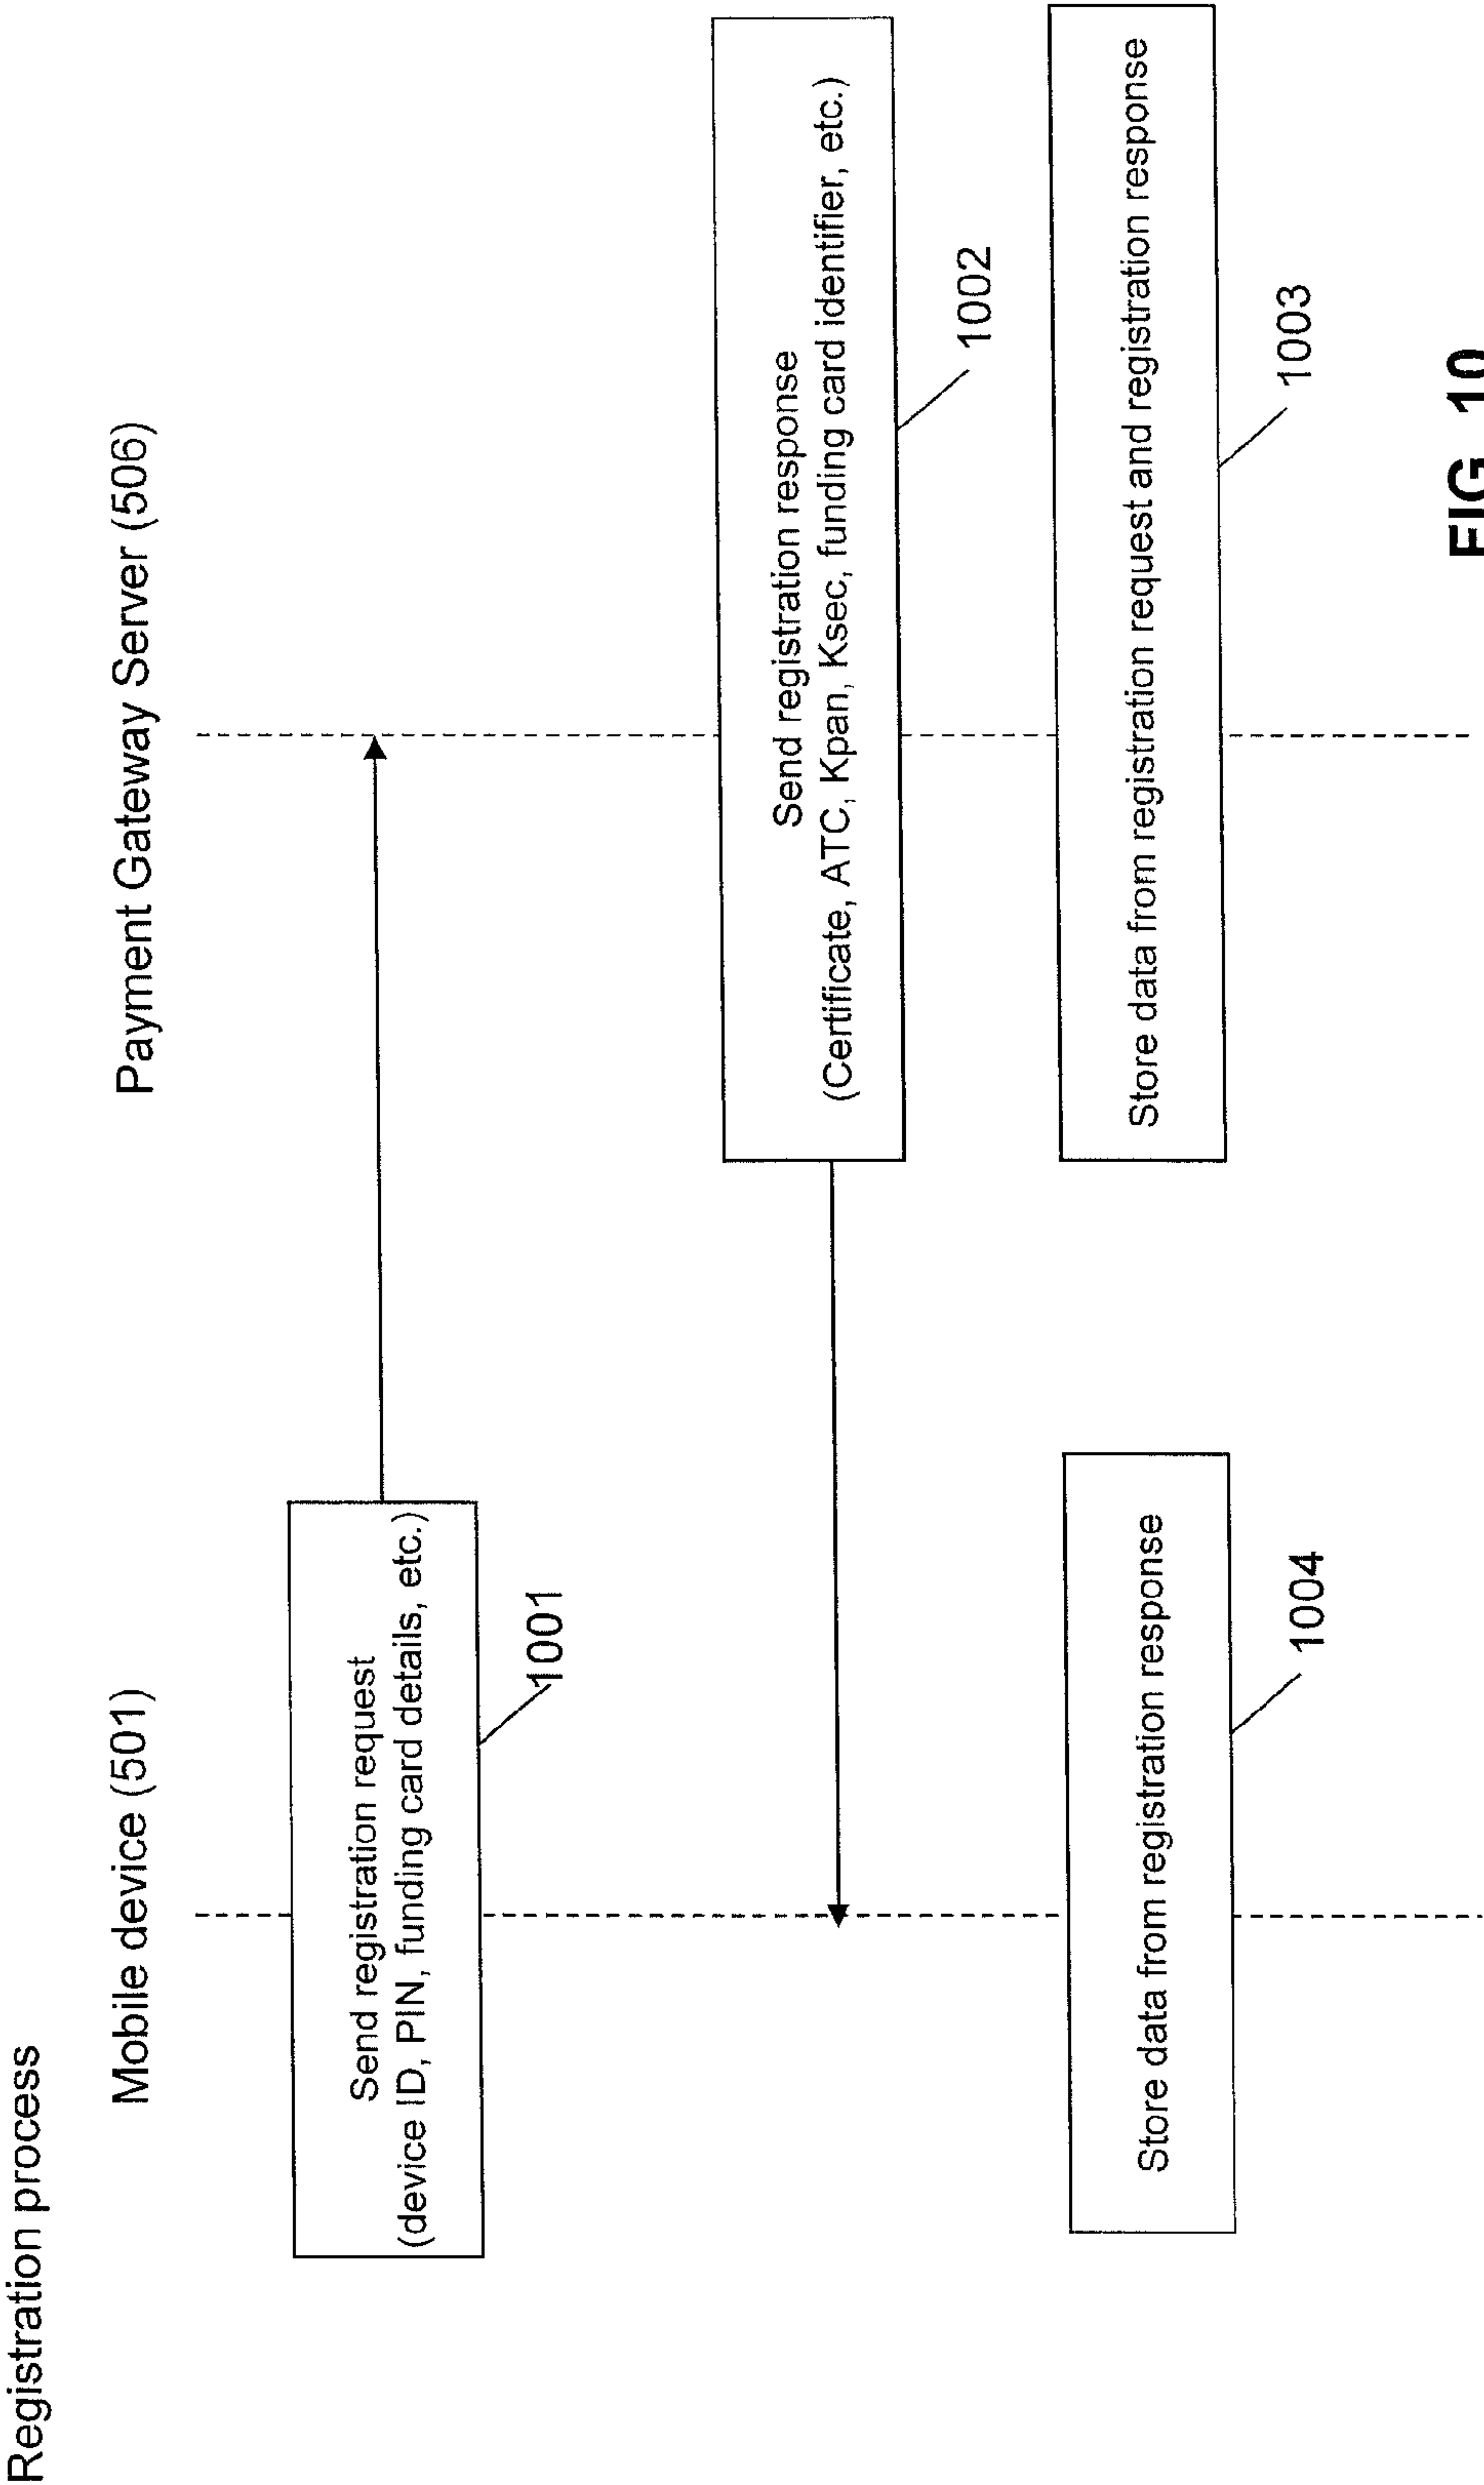 Registration process
Mobile device (501)
Payment Gateway Server (506)
Send registration request
(device ID, PIN, funding card details, etc.)
1001
Send registration response
(Certificate, ATC, Kpan, Ksec, funding card identifier, etc.)
1002
Store data from registration response
1004
Store data from registration request and registration response
1003
FIG. 10